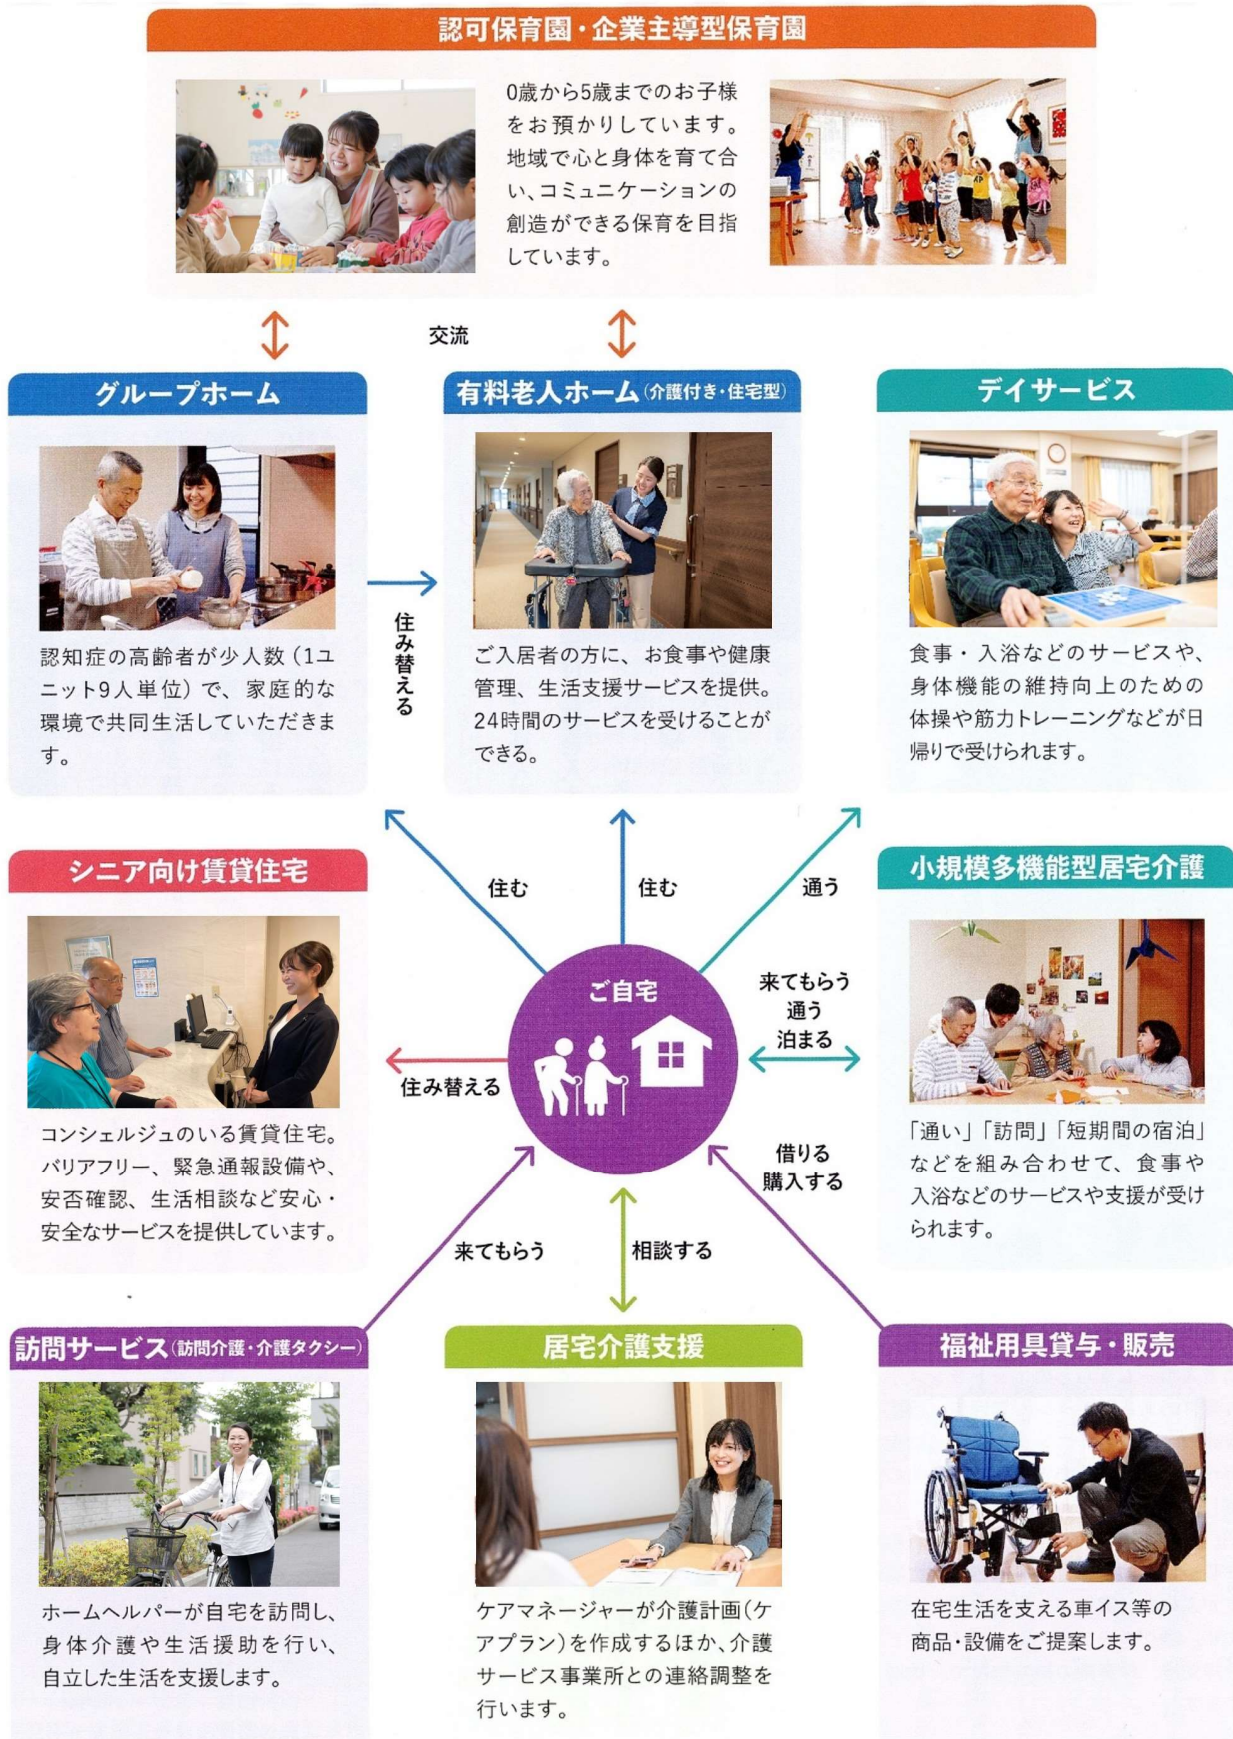 認可保育園・企業主導型保育園
0歳から5歳までのお子様
をお預かりしています。
地域で心と身体を育て合
い、コミュニケーションの
創造ができる保育を目指
しています。
交流
グループホーム
認知症の高齢者が少人数（1ユ
ニット9人単位）で、家庭的な
環境で共同生活していただきま
す。
住み替える
有料老人ホーム（介護付き・住宅型）
ご入居者の方に、お食事や健康
管理、生活支援サービスを提供。
24時間のサービスを受けることが
できる。
デイサービス
食事・入浴などのサービスや、
身体機能の維持向上のための
体操や筋力トレーニングなどが日
帰りで受けられます。
住む
住む
通う
シニア向け賃貸住宅
コンシェルジュのいる賃貸住宅。
バリアフリー、緊急通報設備や、
安否確認、生活相談など安心・
安全なサービスを提供しています。
住み替える
ご自宅
来てもらう
通う
泊まる
小規模多機能型居宅介護
「通い」「訪問」「短期間の宿泊」
などを組み合わせて、食事や
入浴などのサービスや支援が受け
られます。
来てもらう
相談する
借りる
購入する
訪問サービス（訪問介護・介護タクシー）
ホームヘルパーが自宅を訪問し、
身体介護や生活援助を行い、
自立した生活を支援します。
居宅介護支援
ケアマネージャーが介護計画（ケ
アプラン）を作成するほか、介護
サービス事業所との連絡調整を
行います。
福祉用具貸与・販売
在宅生活を支える車イス等の
商品・設備をご提案します。